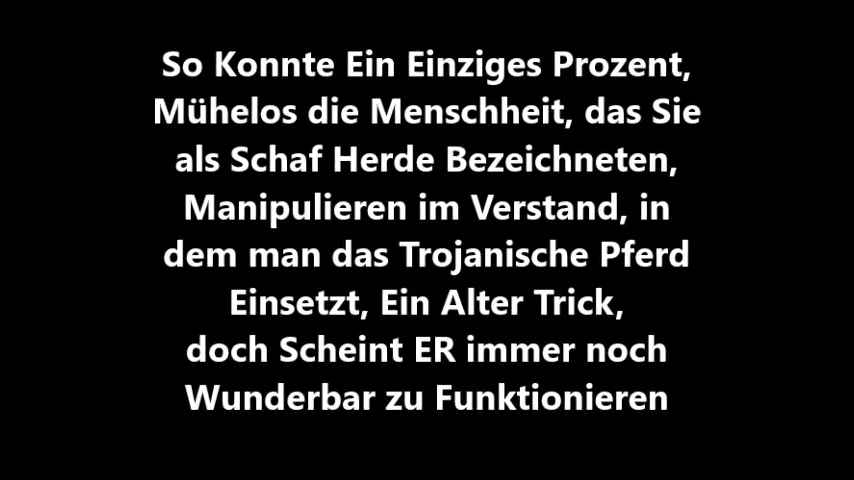 So Konnte Ein Einziges Prozent,
Mühelos die Menschheit, das Sie
als Schaf Herde Bezeichneten,
Manipulieren im Verstand, in
dem man das Trojanische Pferd
Einsetzt, Ein Alter Trick,
doch Scheint ER immer noch
Wunderbar zu Funktionieren